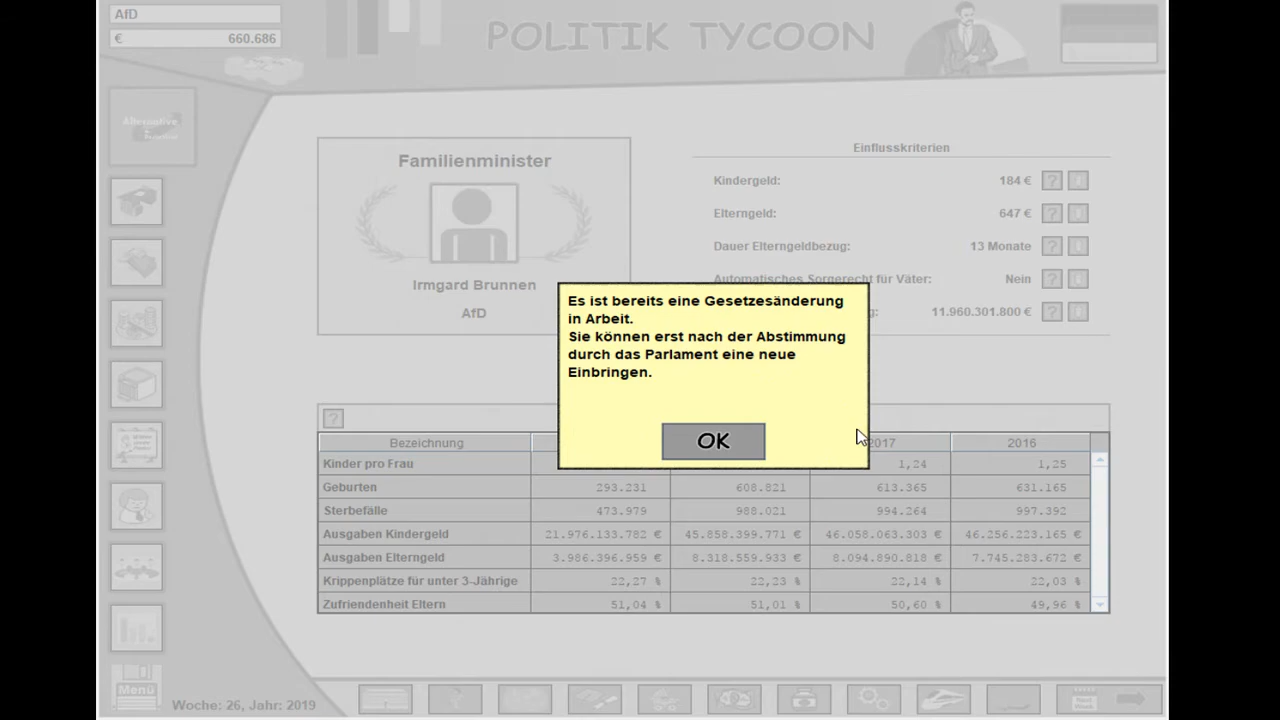 AfD
€ 660.686
POLITIK TYCOON
Alternative
Familienminister
Irmgard Brunnen
AfD
Einflusskriterien
Kindergeld: 184 € ?
Elterngeld: 647 € ?
Dauer Elterngeldbezug: 13 Monate ?
Automatisches Sorgerecht für Väter: Nein ?
g: 11.960.301.800 € ?
Es ist bereits eine Gesetzesänderung
in Arbeit.
Sie können erst nach der Abstimmung
durch das Parlament eine neue
Einbringen.
OK
?
Bezeichnung 2017 2016
Kinder pro Frau 1,24 1,25
Geburten 293.231 608.821 613.365 631.165
Sterbefälle 473.979 988.021 994.264 997.392
Ausgaben Kindergeld 21.976.133.782 € 45.858.399.771 € 46.058.063.303 € 46.256.223.165 €
Ausgaben Elterngeld 3.986.396.959 € 8.318.559.933 € 8.094.890.818 € 7.745.283.672 €
Krippenplätze für unter 3-Jährige 22,27 % 22,23 % 22,14 % 22,03 %
Zufriendenheit Eltern 51,04 % 51,01 % 50,60 % 49,96 %
Menü
Woche: 26, Jahr: 2019